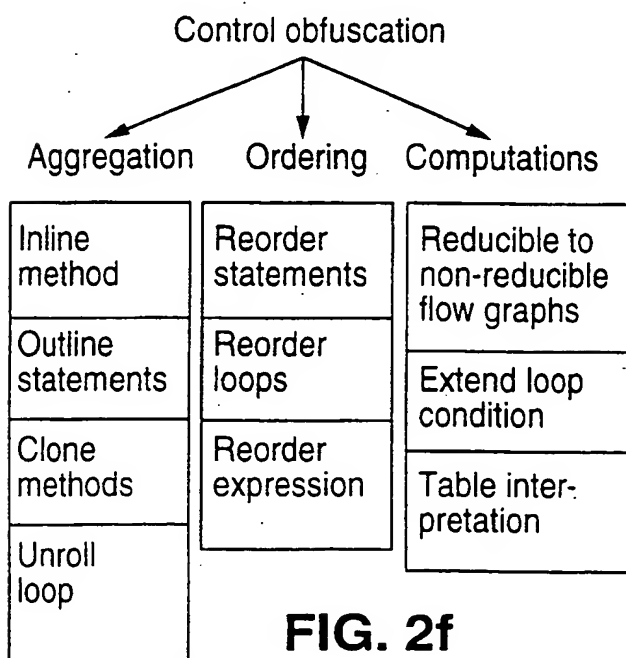 Control obfuscation
Aggregation
Ordering
Computations
Inline
method
Outline
statements
Clone
methods
Unroll
loop
Reorder
statements
Reorder
loops
Reorder
expression
Reducible to
non-reducible
flow graphs
Extend loop
condition
Table inter-
pretation
FIG. 2f